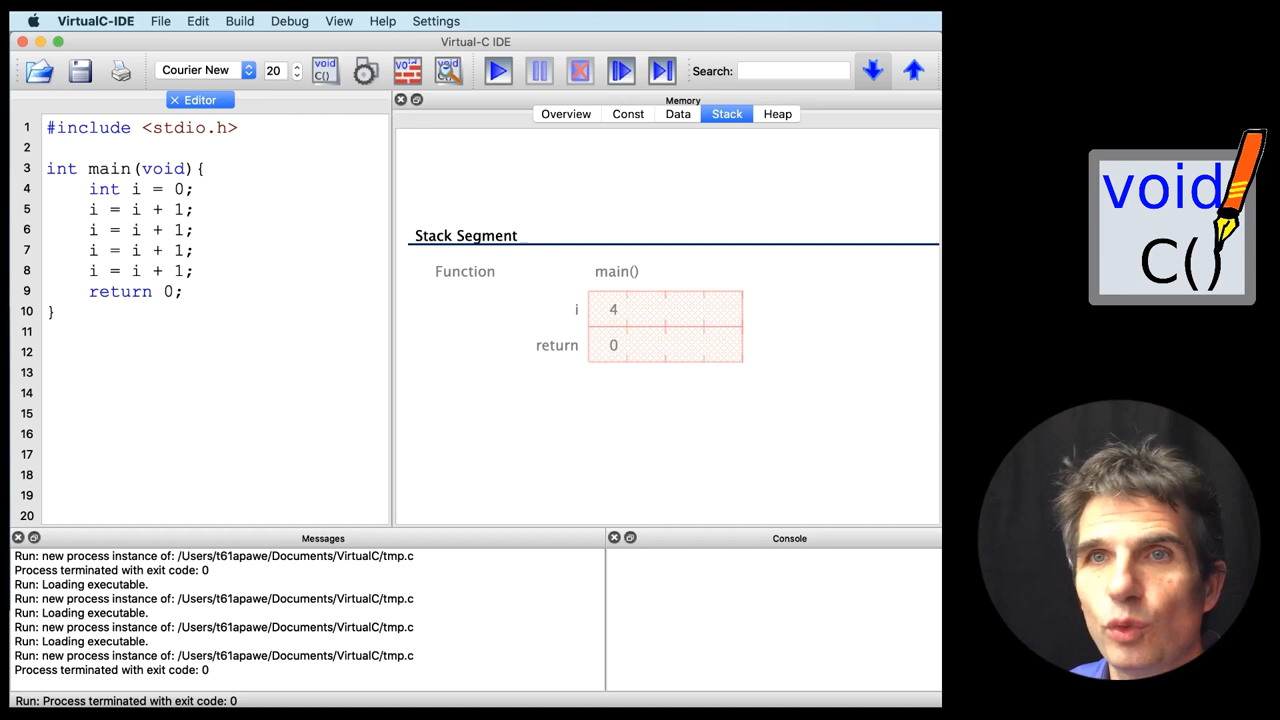 VirtualC-IDE File Edit Build Debug View Help Settings
Virtual-C IDE
Courier New 20 void C() void void Search:
Editor
Memory
Overview Const Data Stack Heap
1 #include <stdio.h>
2
3 int main(void){
4 int i = 0;
5 i = i + 1;
6 i = i + 1;
7 i = i + 1;
8 i = i + 1;
9 return 0;
10 }
11
12
13
14
15
16
17
18
19
20
Stack Segment
Function main()
i 4
return 0
Messages
Run: new process instance of: /Users/t61apawe/Documents/VirtualC/tmp.c
Process terminated with exit code: 0
Run: Loading executable.
Run: new process instance of: /Users/t61apawe/Documents/VirtualC/tmp.c
Run: Loading executable.
Run: new process instance of: /Users/t61apawe/Documents/VirtualC/tmp.c
Run: Loading executable.
Run: new process instance of: /Users/t61apawe/Documents/VirtualC/tmp.c
Process terminated with exit code: 0
Console
Run: Process terminated with exit code: 0
void
C()